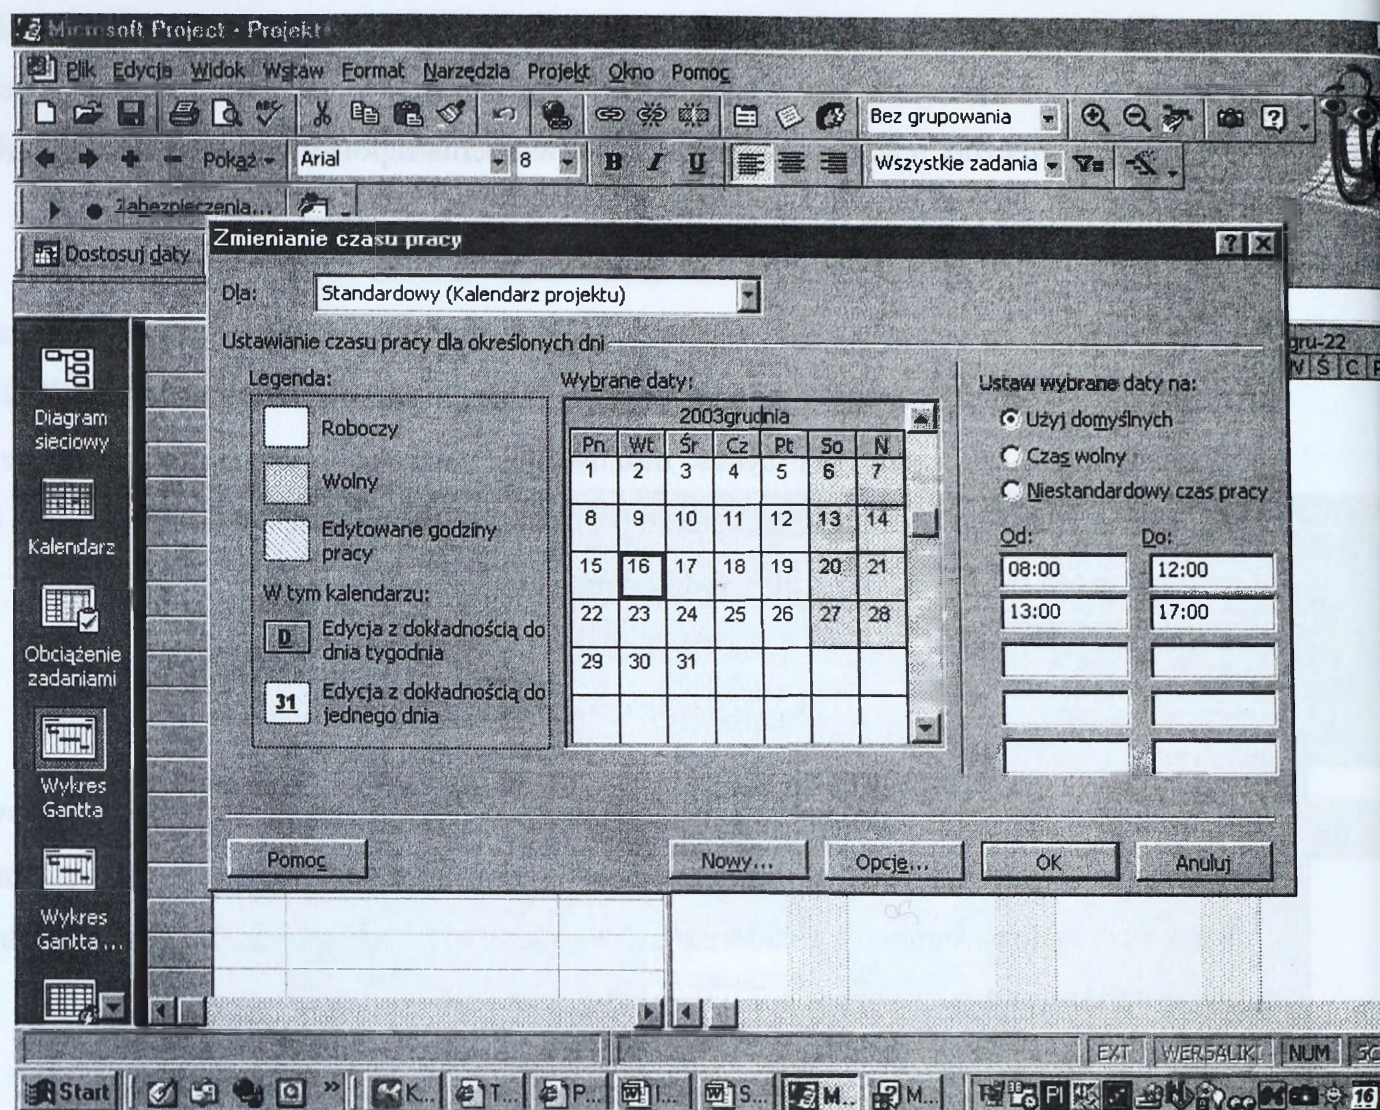 Microsoft Project - Projekt
Plik Edycja Widok Wstaw Format Narzędzia Projekt Okno Pomoc
ABC Bez grupowania
Pokaż Arial 8 B I U Wszystkie zadania
Zabezpieczenia...
Dostosuj daty
Zmienianie czasu pracy
Dla: Standardowy (Kalendarz projektu)
Ustawianie czasu pracy dla określonych dni
gru-22
W Ś C P
Legenda:
Roboczy
Wolny
Edytowane godziny
pracy
W tym kalendarzu:
D Edycja z dokładnością do
dnia tygodnia
31 Edycja z dokładnością do
jednego dnia
Wybrane daty:
2003grudnia
Pn Wt Śr Cz Pt So N
1 2 3 4 5 6 7
8 9 10 11 12 13 14
15 16 17 18 19 20 21
22 23 24 25 26 27 28
29 30 31
Ustaw wybrane daty na:
Użyj domyślnych
Czas wolny
Niestandardowy czas pracy
Od: Do:
08:00 12:00
13:00 17:00
Pomoc Nowy... Opcje... OK Anuluj
Diagram
sieciowy
Kalendarz
Obciążenie
zadaniami
Wykres
Gantta
Wykres
Gantta ...
EXT WERSALIKI NUM SC
Start K... T... P... I... S... M... M... Pl 16